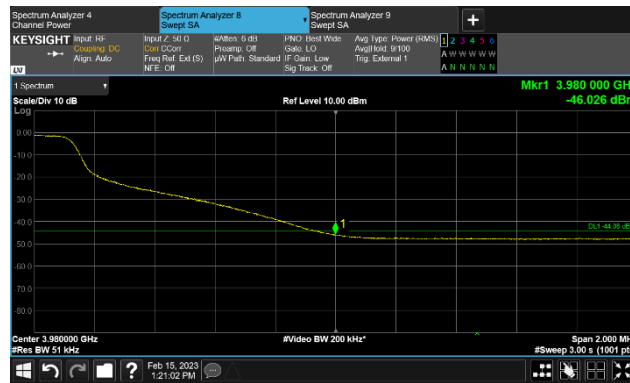 Spectrum Analyzer 4
Channel Power
Spectrum Analyzer 8
Swept SA
Spectrum Analyzer 9
Swept SA
+
KEYSIGHT
Input: RF
Coupling: DC
Align: Auto
Input Z: 50 Ω
Corr CCorr
Freq Ref: Ext (S)
NFE: Off
#Atten: 6 dB
Preamp: Off
µW Path: Standard
PNO: Best Wide
Gate: LO
IF Gain: Low
Sig Track: Off
Avg Type: Power (RMS)
Avg|Hold: 9/100
Trig: External 1
1 2 3 4 5 6
A W W W W W
A N N N N N
LXI
1 Spectrum
Scale/Div 10 dB
Ref Level 10.00 dBm
Mkr1 3.980 000 GH
-46.026 dBr
Log
0.00
-10.0
-20.0
-30.0
-40.0
-50.0
-60.0
-70.0
-80.0
1
Center 3.980000 GHz
#Video BW 200 kHz*
Span 2.000 MH
#Res BW 51 kHz
#Sweep 3.00 s (1001 pt
?
Feb 15, 2023
1:21:02 PM